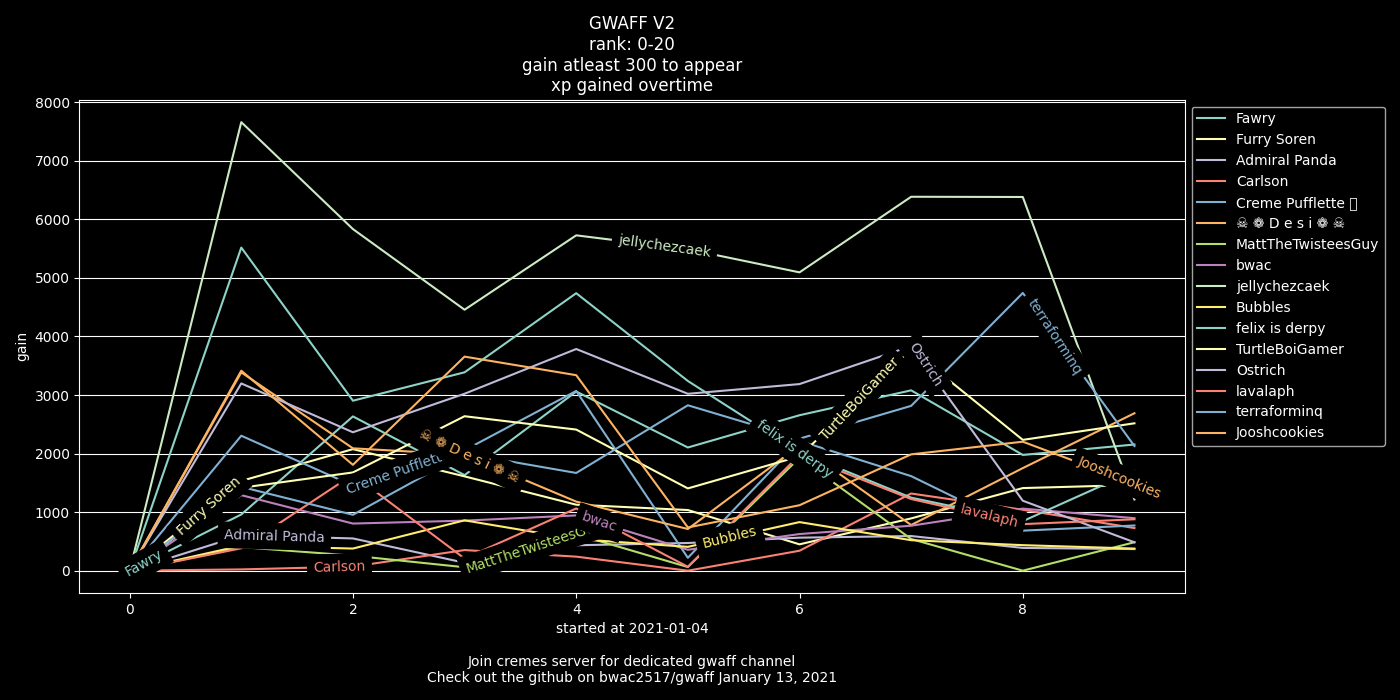 GWAFF V2
rank: 0-20
gain atleast 300 to appear
xp gained overtime
8000
7000
6000
5000
4000
3000
2000
1000
0
gain
jellychezcaek
terraforminq
Ostrich
TurtleBoiGamer
felix is derpy
☠ ❁ D e s i ❁ ☠
Creme Pufflette
Jooshcookies
Furry Soren
lavalaph
bwac
Admiral Panda
Bubbles
MattTheTwisteesG
Fawry
Carlson
0 2 4 6 8
started at 2021-01-04
Fawry
Furry Soren
Admiral Panda
Carlson
Creme Pufflette
☠ ❁ D e s i ❁ ☠
MattTheTwisteesGuy
bwac
jellychezcaek
Bubbles
felix is derpy
TurtleBoiGamer
Ostrich
lavalaph
terraforminq
Jooshcookies
Join cremes server for dedicated gwaff channel
Check out the github on bwac2517/gwaff January 13, 2021